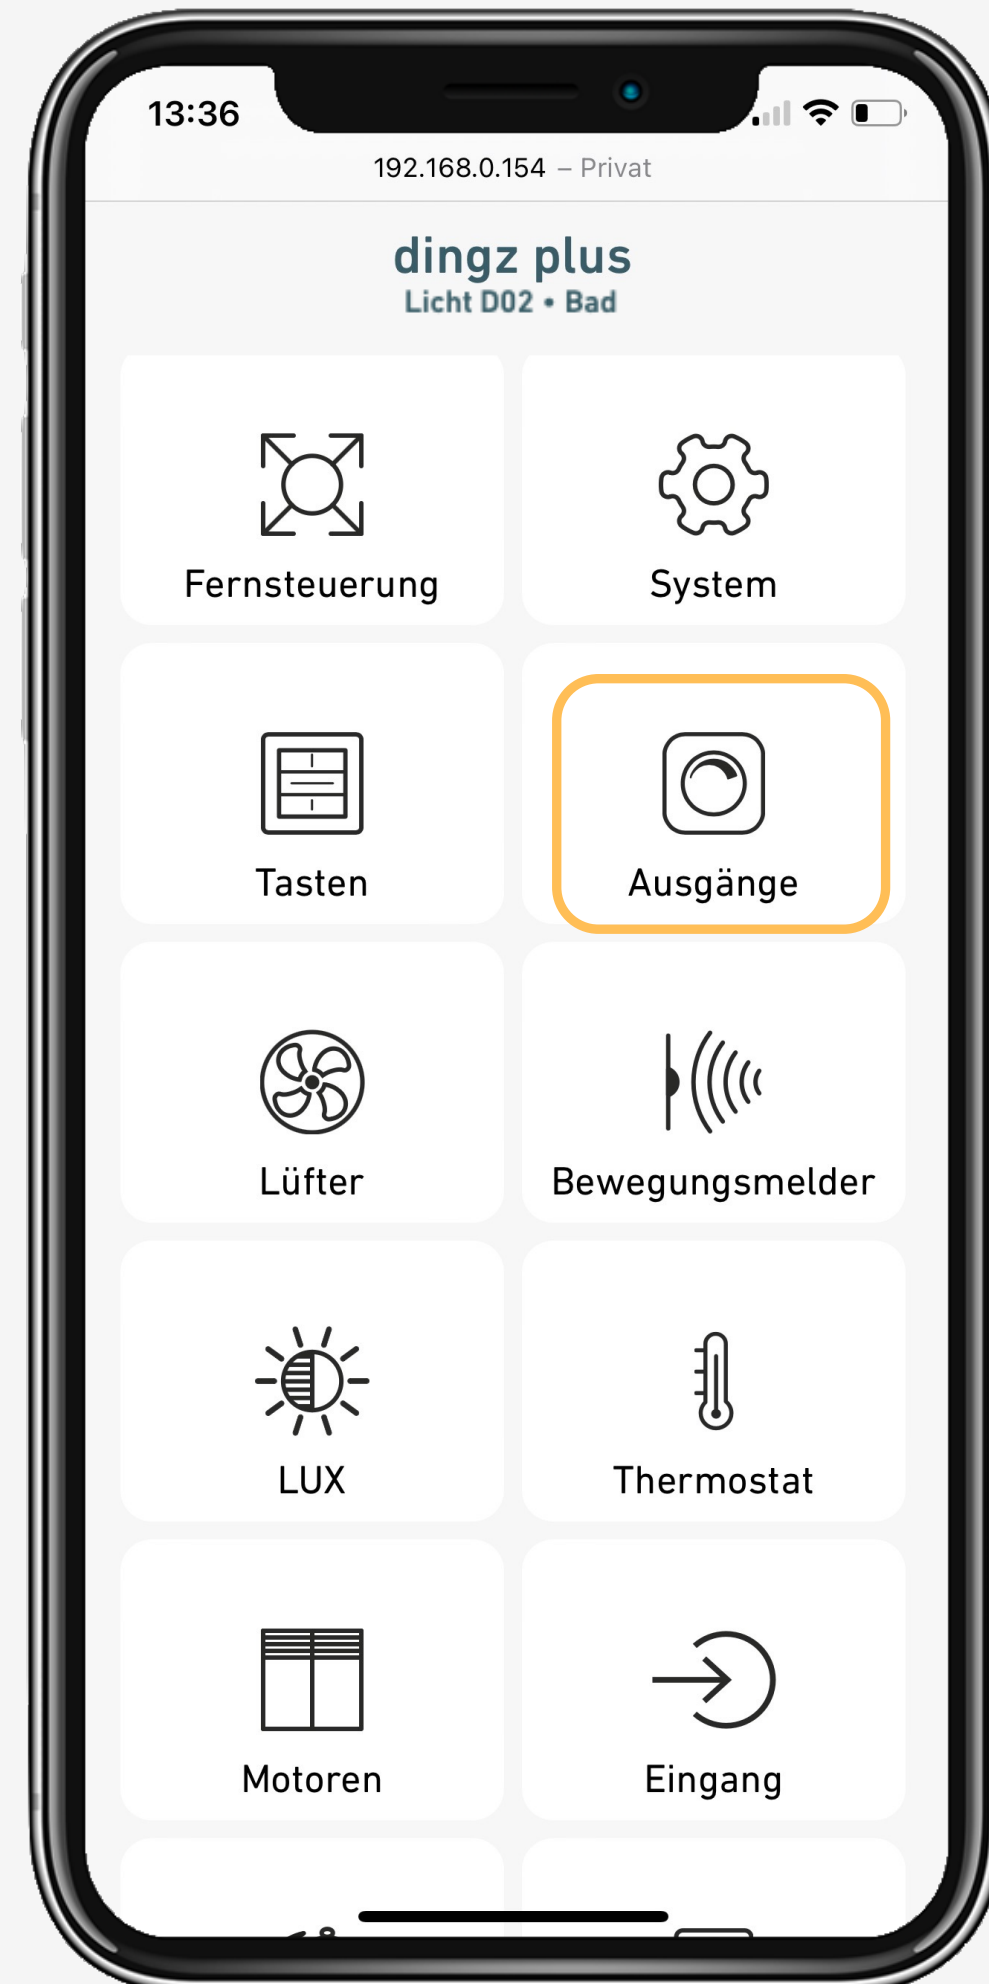 13:36
192.168.0.154 – Privat
dingz plus
Licht D02 • Bad
Fernsteuerung
System
Tasten
Ausgänge
Lüfter
Bewegungsmelder
LUX
Thermostat
Motoren
Eingang